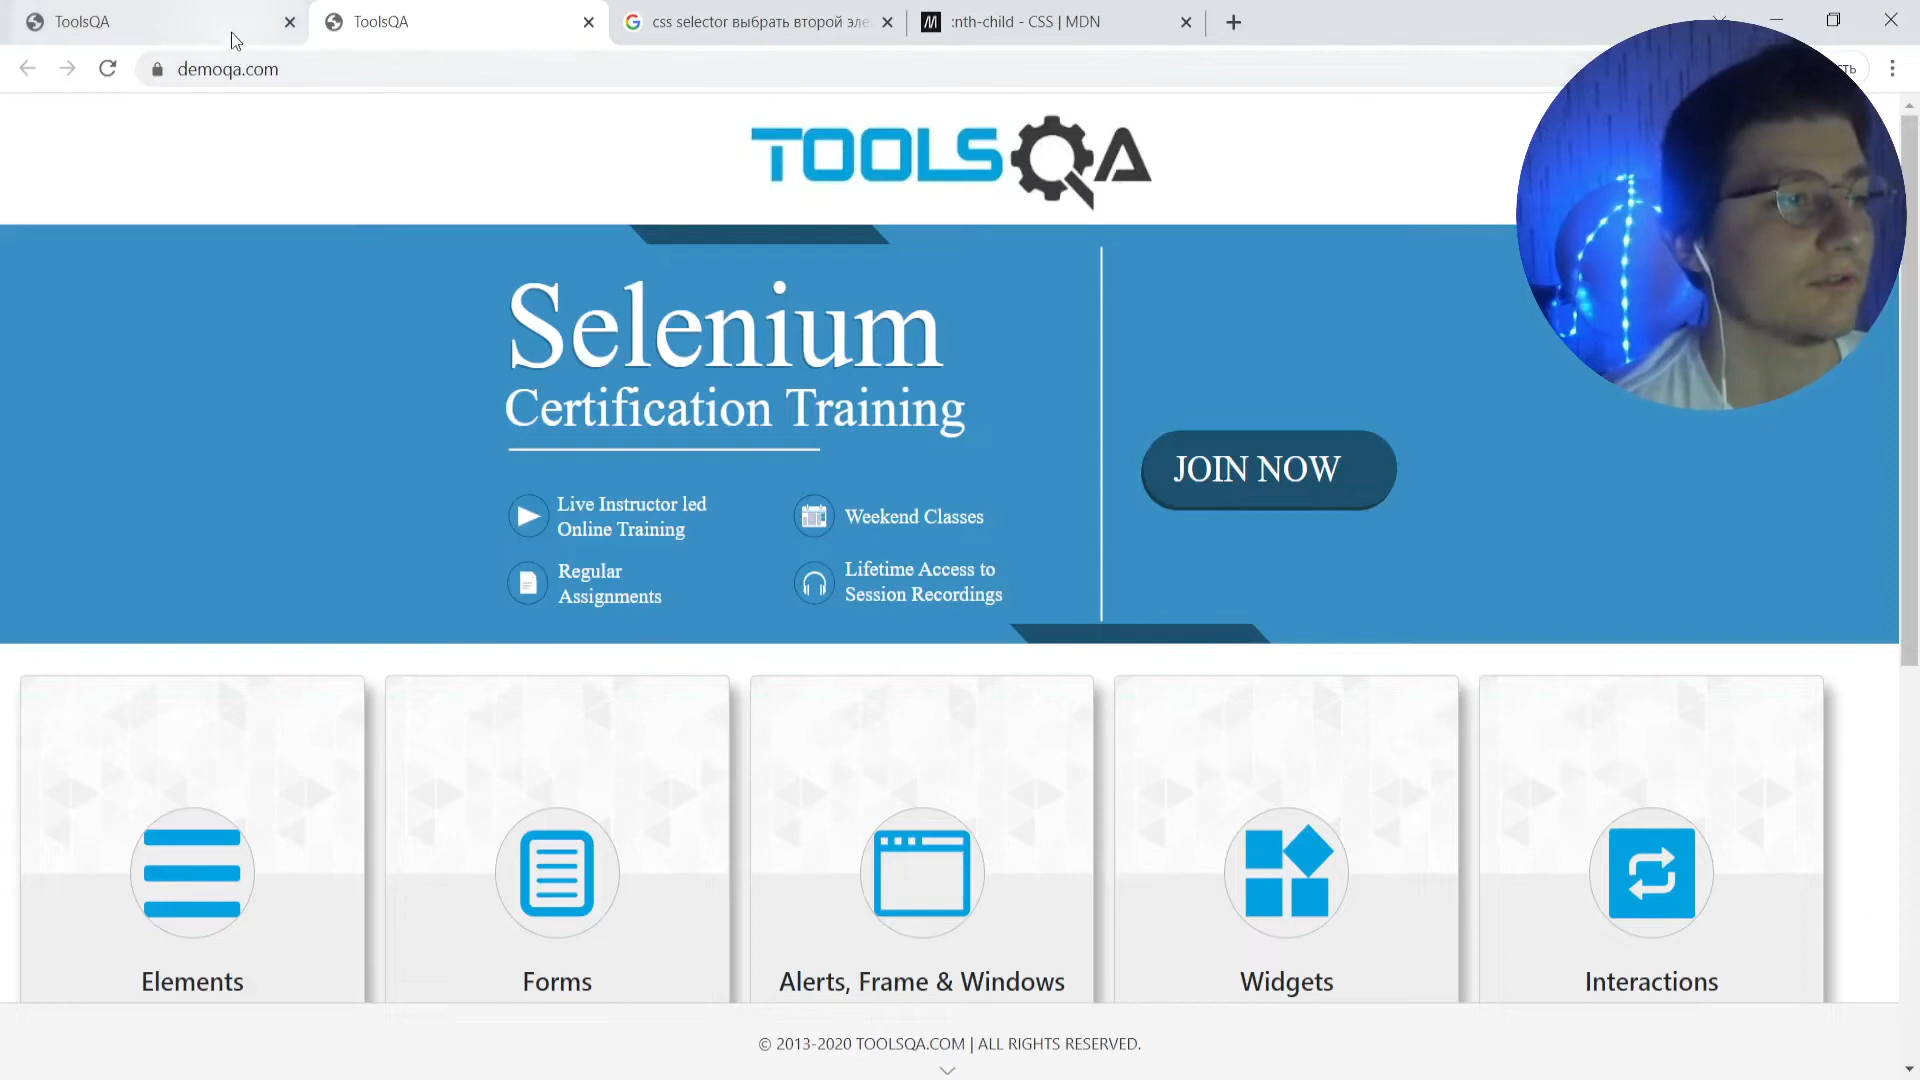 ToolsQA
ToolsQA
css selector выбрать второй эле
:nth-child - CSS | MDN
demoqa.com
TOOLSQA
Selenium
Certification Training
Live Instructor led
Online Training
Weekend Classes
Regular
Assignments
Lifetime Access to
Session Recordings
JOIN NOW
Elements
Forms
Alerts, Frame & Windows
Widgets
Interactions
© 2013-2020 TOOLSQA.COM | ALL RIGHTS RESERVED.